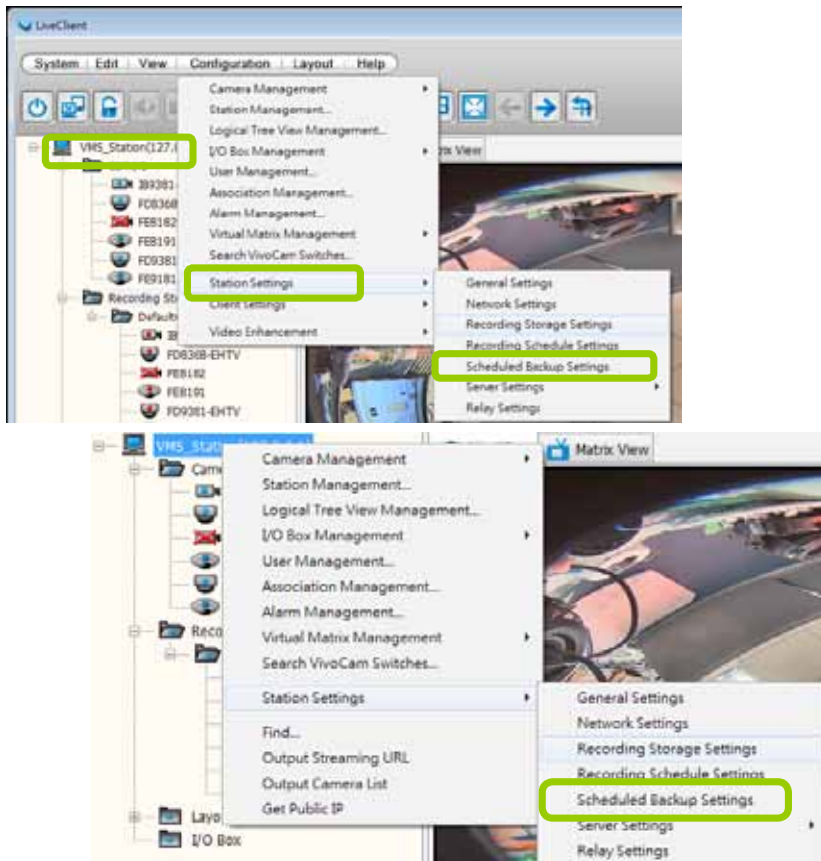 LiveClient
System Edit View Configuration Layout Help
Camera Management
Station Management...
Logical Tree View Management...
I/O Box Management
User Management...
Association Management...
Alarm Management...
Virtual Matrix Management
Search VivoCam Switches...
Station Settings
Client Settings
Video Enhancement
General Settings
Network Settings
Recording Storage Settings
Recording Schedule Settings
Scheduled Backup Settings
Server Settings
Relay Settings
VMS_Station(127.
IB9381-
FD8368
FE8182
FE8191
FD9381
FE9181
Recording St
Default
FD8368-EHTV
FE8182
FE8191
FD9381-EHTV
View
VMS_Stati
Came
Reco
Layo
I/O Box
Matrix View
Camera Management
Station Management...
Logical Tree View Management...
I/O Box Management
User Management...
Association Management...
Alarm Management...
Virtual Matrix Management
Search VivoCam Switches...
Station Settings
Find...
Output Streaming URL
Output Camera List
Get Public IP
General Settings
Network Settings
Recording Storage Settings
Recording Schedule Settings
Scheduled Backup Settings
Server Settings
Relay Settings